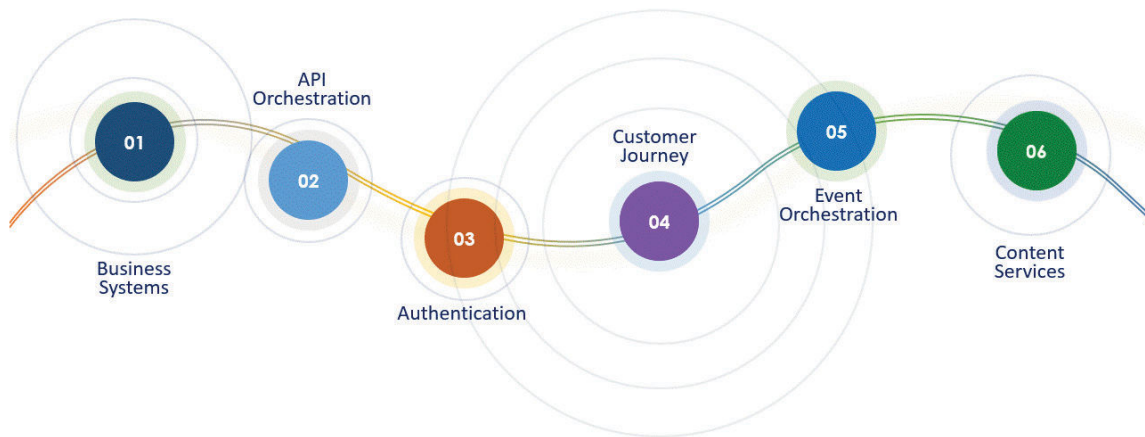 01
Business
Systems
API
Orchestration
02
03
Authentication
Customer
Journey
04
05
Event
Orchestration
06
Content
Services